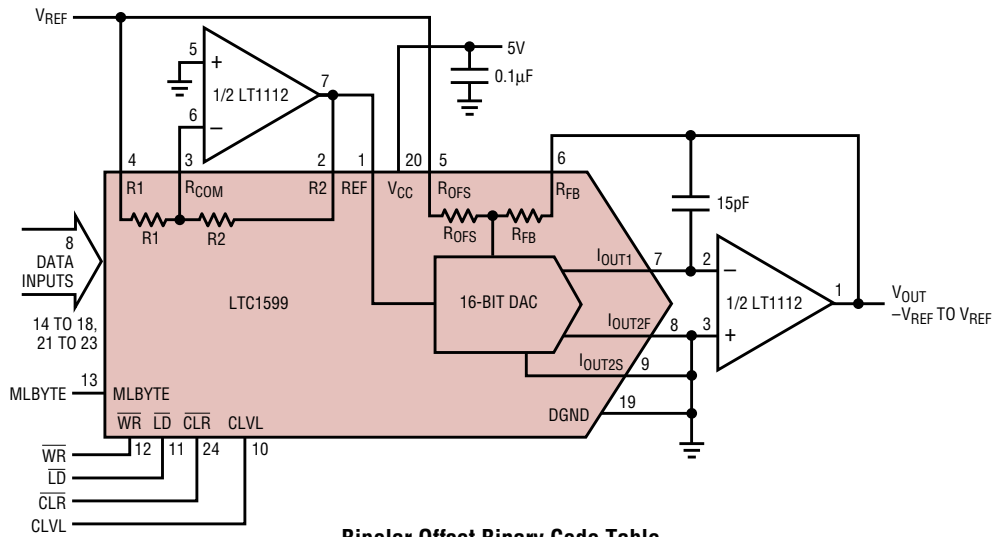 VREF
5
+
1/2 LT1112
6
–
7
5V
0.1µF
4
3
2
1
20
5
6
R1
RCOM
R2
REF
VCC
ROFS
RFB
R1
R2
ROFS
RFB
15pF
8
DATA
INPUTS
14 TO 18,
21 TO 23
LTC1599
16-BIT DAC
IOUT1
7
2
–
1/2 LT1112
1
VOUT
–VREF TO VREF
IOUT2F
8
3
+
IOUT2S
9
DGND
19
MLBYTE
13
MLBYTE
WR
LD
CLR
CLVL
12
11
24
10
WR
LD
CLR
CLVL
Bipolar Offset Binary Code Table